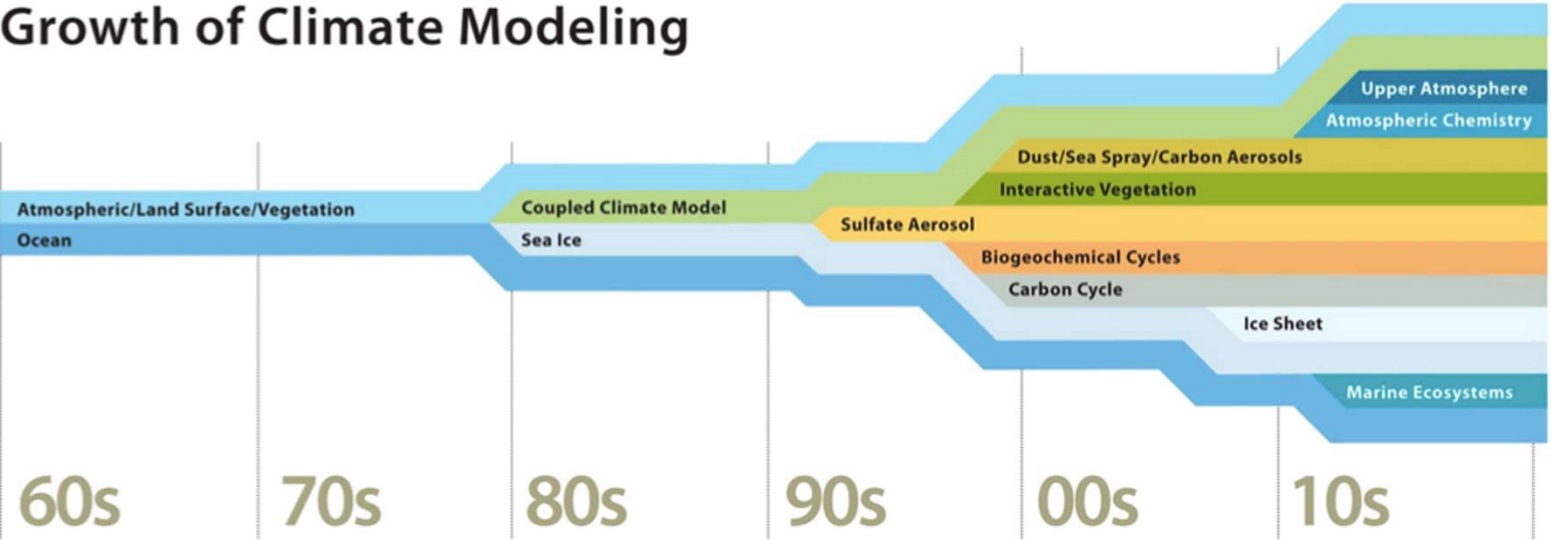 Growth of Climate Modeling
Upper Atmosphere
Atmospheric Chemistry
Dust/Sea Spray/Carbon Aerosols
Interactive Vegetation
Atmospheric/Land Surface/Vegetation
Coupled Climate Model
Sulfate Aerosol
Ocean
Sea Ice
Biogeochemical Cycles
Carbon Cycle
Ice Sheet
Marine Ecosystems
60s 70s 80s 90s 00s 10s